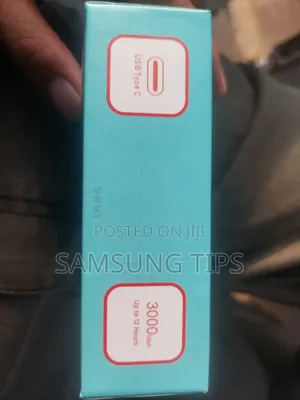 USB Type C
POSTED ON JIJI
SAMSUNG TIPS
3000mAh
Up to 12 Hours